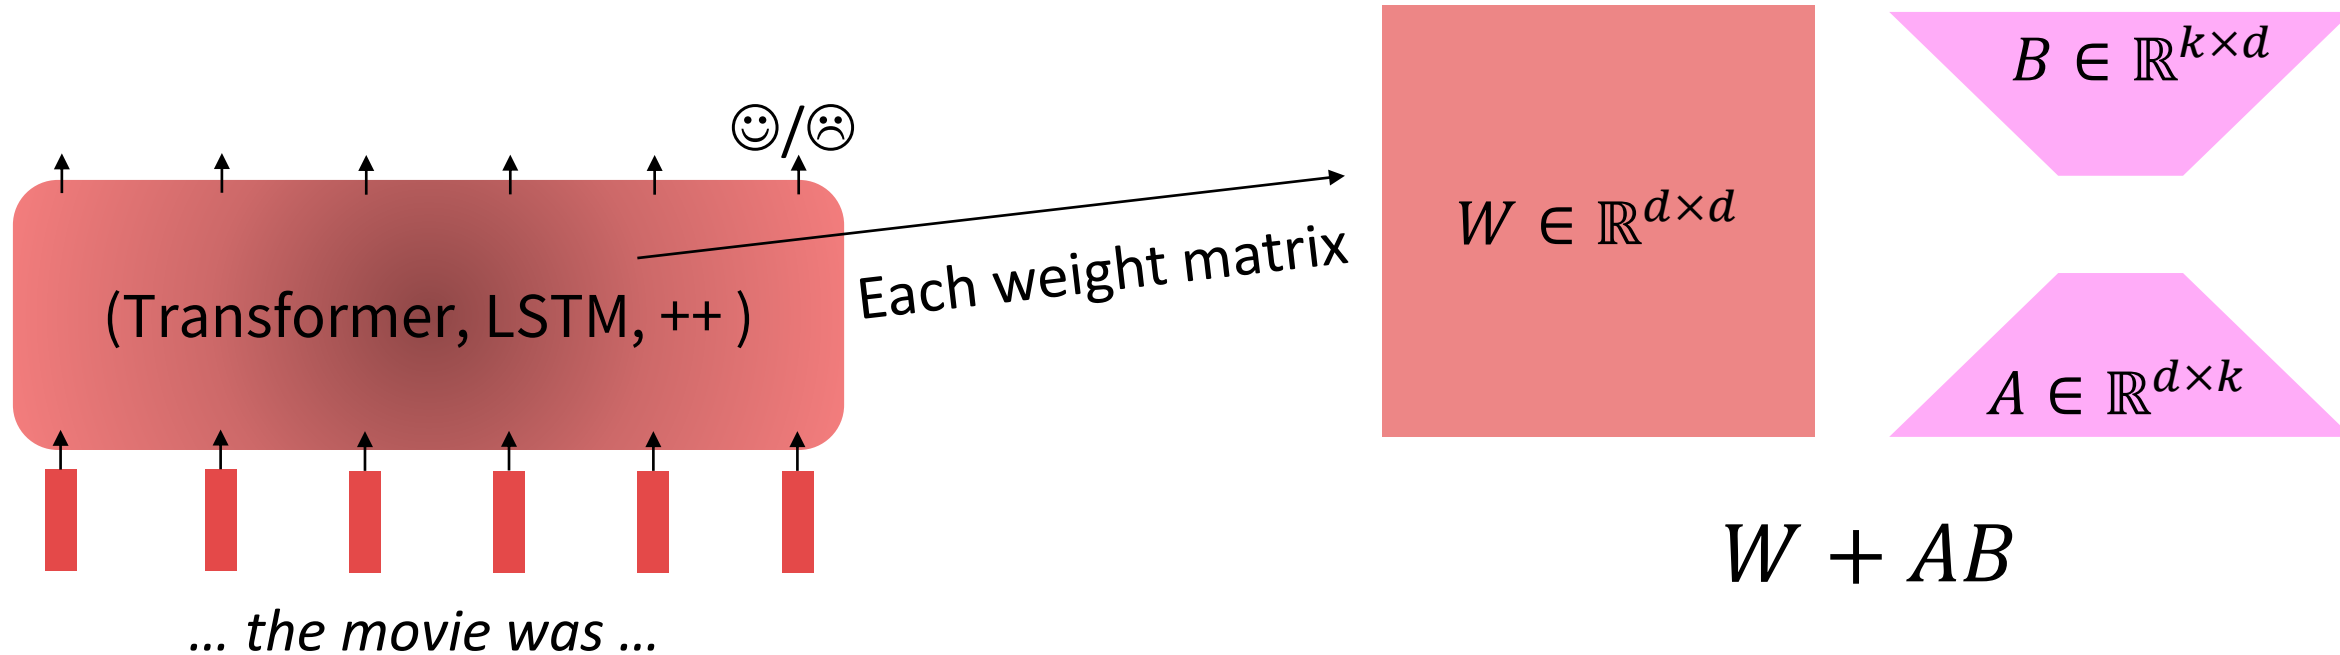 ☺/☹
(Transformer, LSTM, ++ )
… the movie was …
Each weight matrix
W ∈ ℝ^{d×d}
B ∈ ℝ^{k×d}
A ∈ ℝ^{d×k}
W + AB